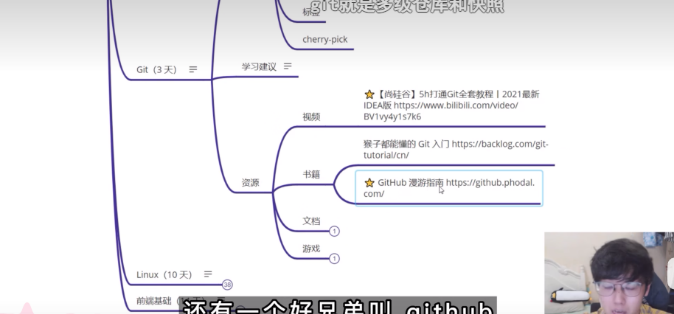 git就是多级仓库和快照
标签
cherry-pick
Git（3 天）
学习建议
视频
⭐【尚硅谷】5h打通Git全套教程丨2021最新
IDEA版 https://www.bilibili.com/video/
BV1vy4y1s7k6
猴子都能懂的 Git 入门 https://backlog.com/git-
tutorial/cn/
书籍
资源
⭐ GitHub 漫游指南 https://github.phodal.
com/
文档
1
游戏
1
Linux（10 天）
38
前端基础
还有一个好兄弟叫 github